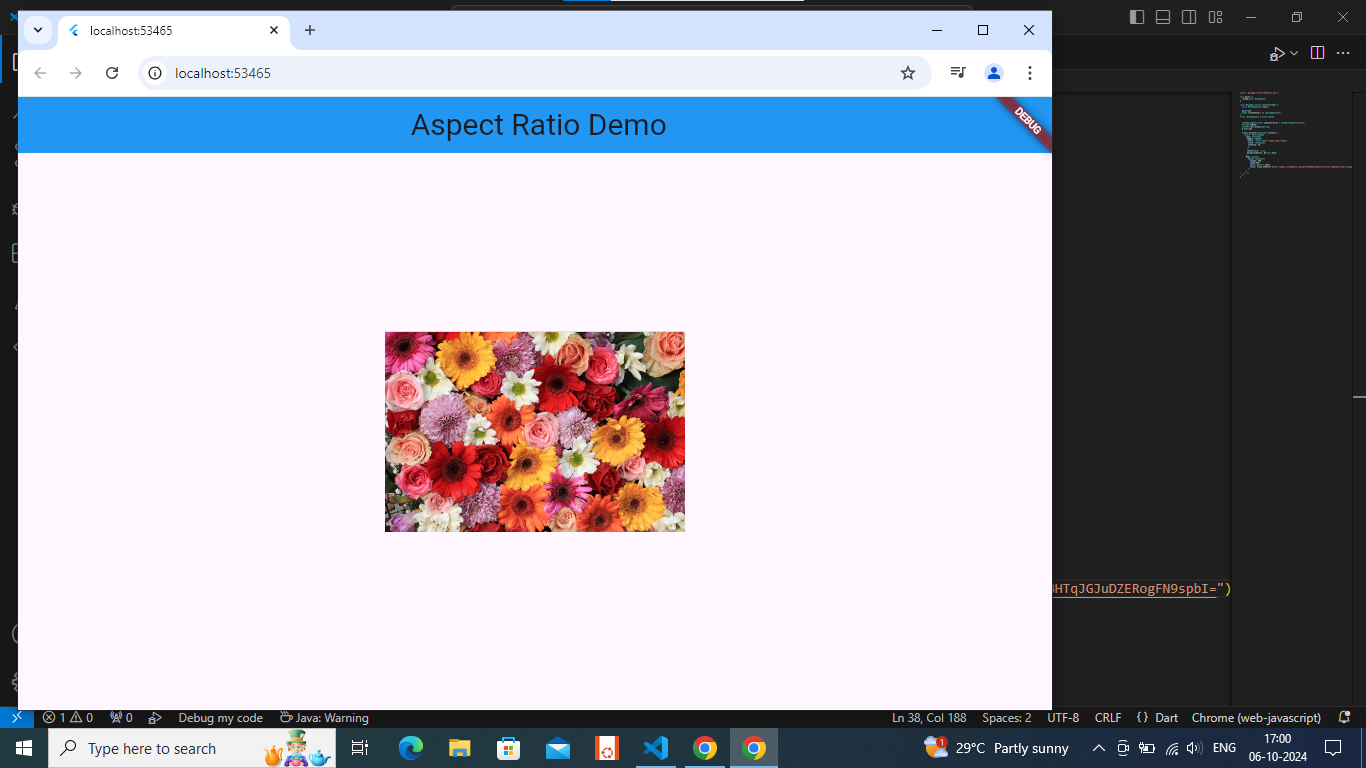 localhost:53465
localhost:53465
Aspect Ratio Demo
DEBUG
BHTqJGJuDZERogFN9spbI=")
1 0 0 Debug my code Java: Warning
Ln 38, Col 188 Spaces: 2 UTF-8 CRLF {} Dart Chrome (web-javascript)
Type here to search
1 29°C Partly sunny ENG
17:00
06-10-2024